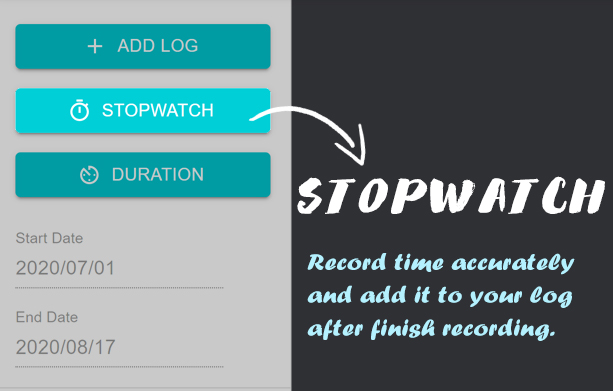 ADD LOG
STOPWATCH
DURATION
Start Date
2020/07/01
End Date
2020/08/17
STOPWATCH
Record time accurately
and add it to your log
after finish recording.